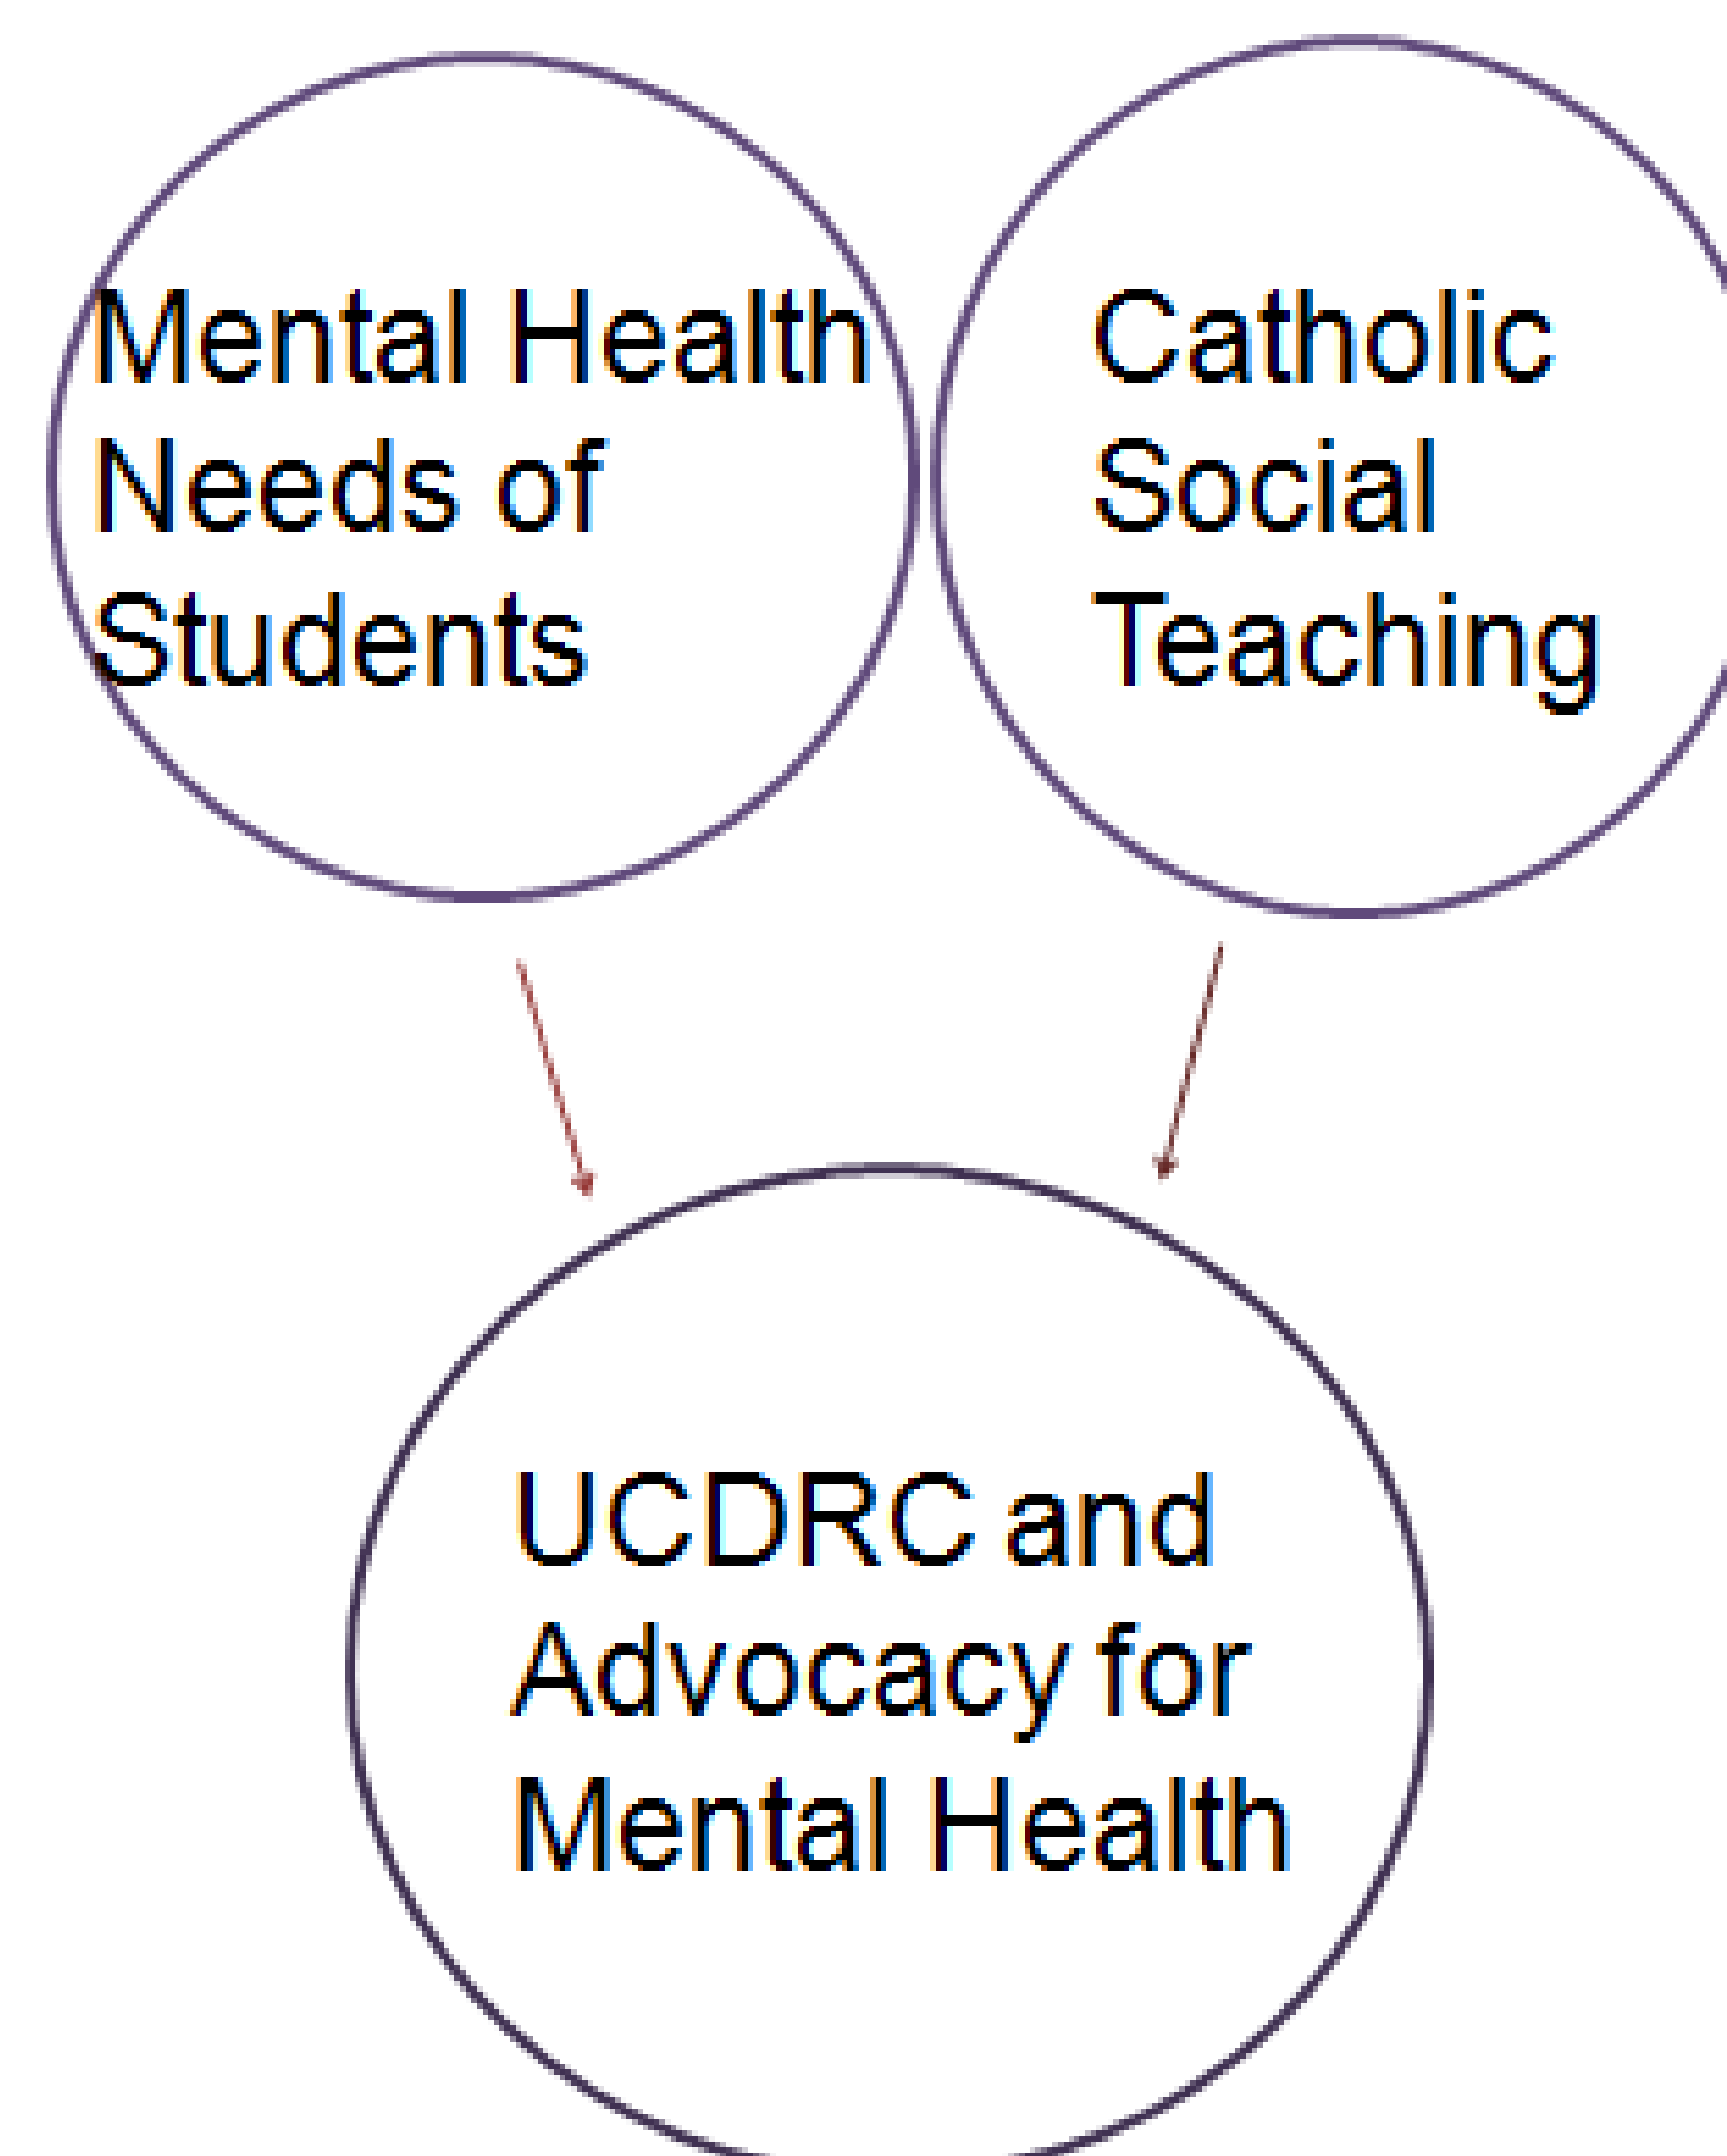 Mental Health
Needs of
Students
Catholic
Social
Teaching
UCDRC and
Advocacy for
Mental Health